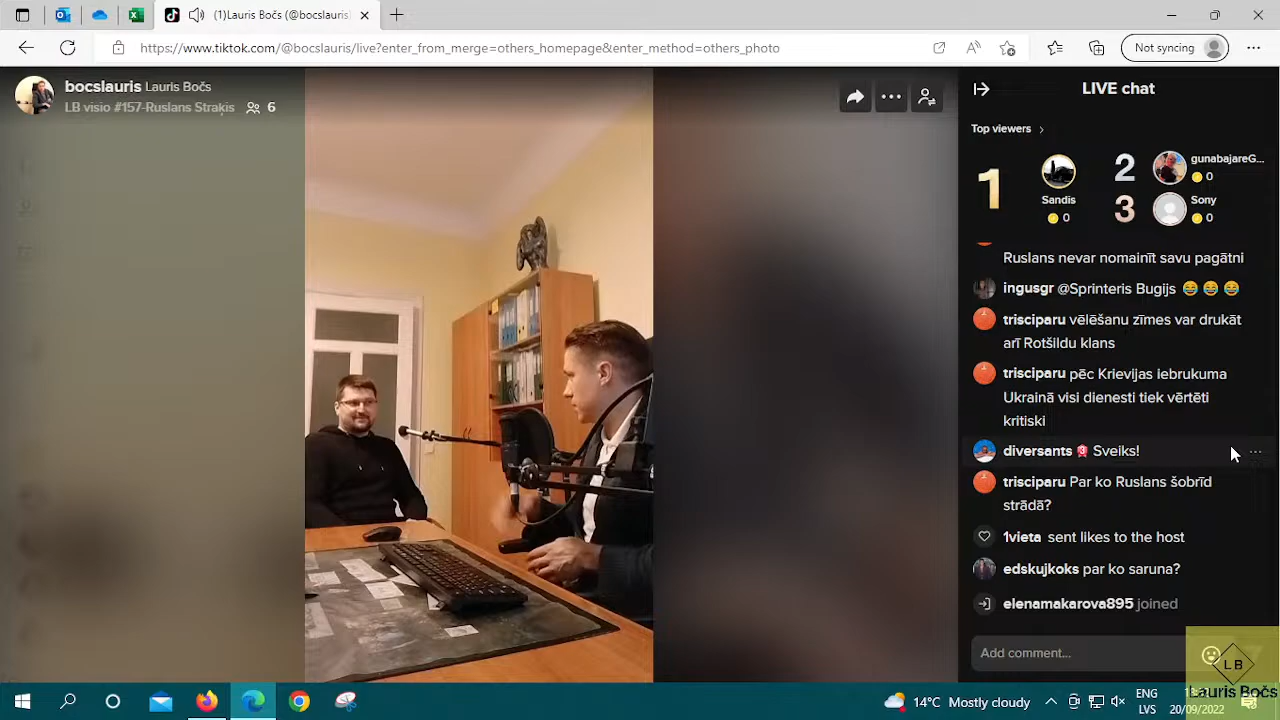 (1)Lauris Bočs (@bocslauris)
https://www.tiktok.com/@bocslauris/live?enter_from_merge=others_homepage&enter_method=others_photo
Not syncing
bocslauris Lauris Bočs
LB visio #157-Ruslans Straķis 6
LIVE chat
Top viewers
1
Sandis
0
2
gunabajareG...
0
3
Sony
0
Ruslans nevar nomainīt savu pagātni
ingusgr @Sprinteris Bugijs 😂 😂 😂
trisciparu vēlēšanu zīmes var drukāt
arī Rotšildu klans
trisciparu pēc Krievijas iebrukuma
Ukrainā visi dienesti tiek vērtēti
kritiski
diversants Sveiks!
trisciparu Par ko Ruslans šobrīd
strādā?
1vieta sent likes to the host
edskujkoks par ko saruna?
elenamakarova895 joined
Add comment...
LB
Lauris Bočs
14°C Mostly cloudy
ENG
LVS
20/09/2022